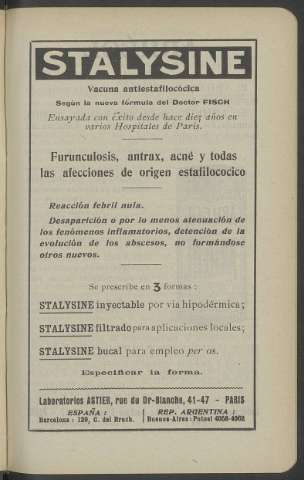 STALYSINE
Vacuna antiestafilocócica
Según la nueva fórmula del Doctor FISCH
Ensayada con éxito desde hace diez años en
varios Hospitales de Paris.
Furunculosis, antrax, acné y todas
las afecciones de origen estafilococico
Reacción febril nula.
Desaparición o por lo menos atenuación de
los fenómenos inflamatorios, detención de la
evolución de los abscesos, no formándose
otros nuevos.
Se prescribe en 3 formas :
STALYSINE inyectable por via hipodérmica;
STALYSINE filtrado para aplicaciones locales;
STALYSINE bucal para empleo per os.
Especificar la forma.
Laboratorios ASTIER, rue du Dr-Blanche, 41-47 - PARIS
ESPAÑA :
Barcelona : 129, C. del Bruch.
REP. ARGENTINA :
Buenos-Aires : Potosi 4056-4062